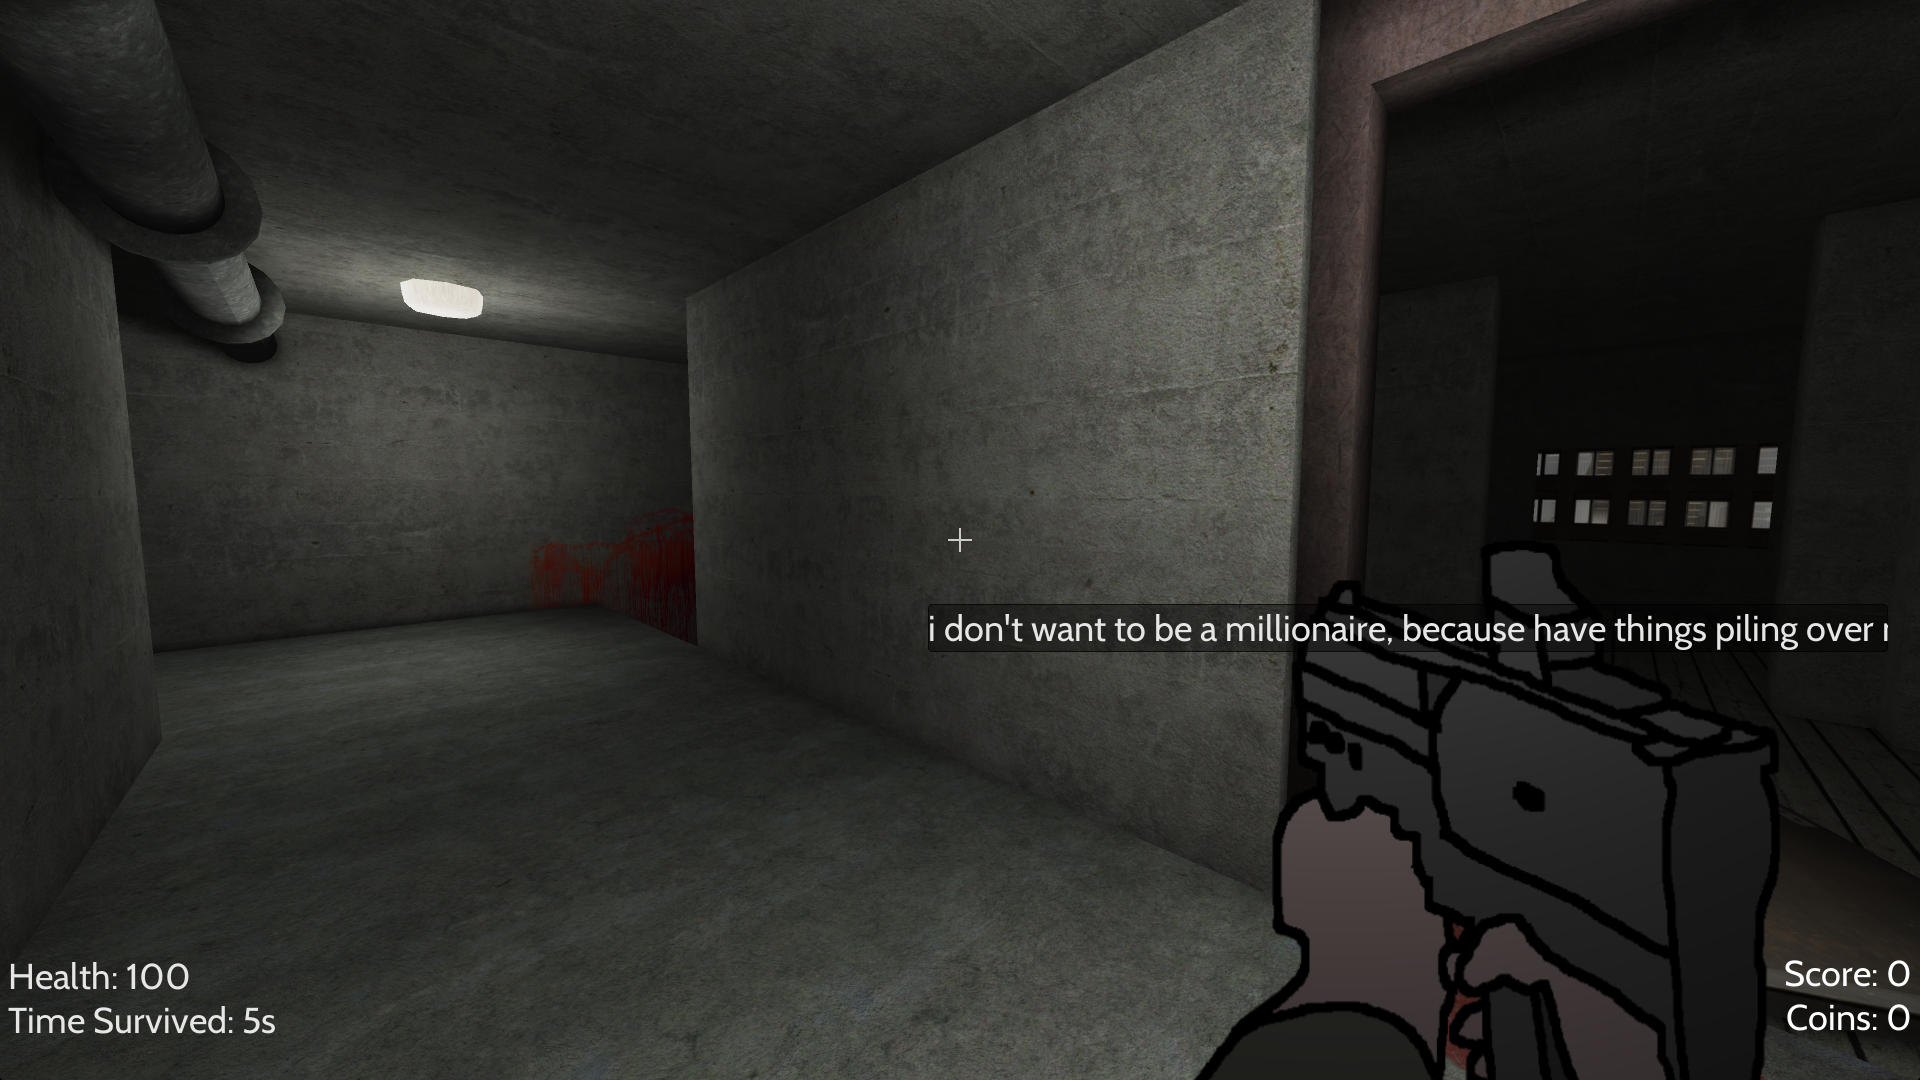 i don't want to be a millionaire, because have things piling over
Health: 100
Time Survived: 5s
Score: 0
Coins: 0